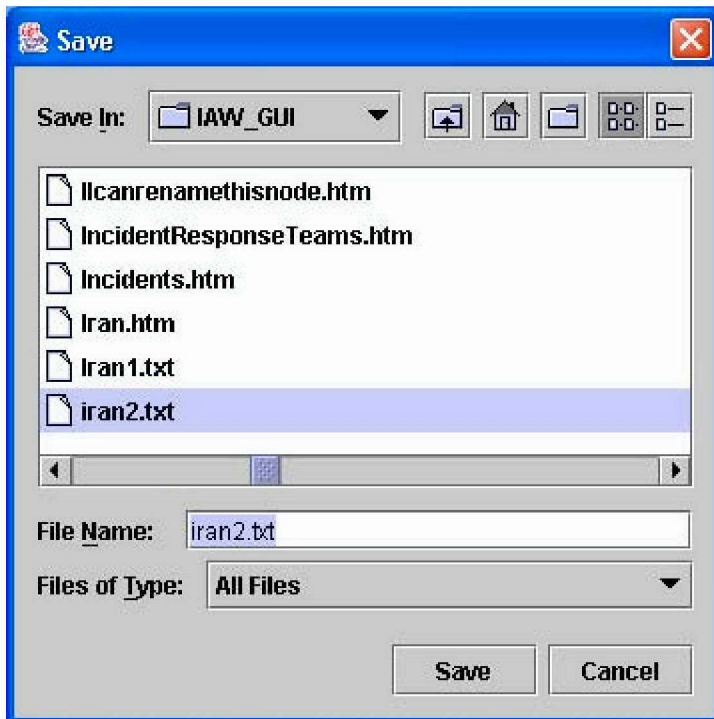 Save
Save In: IAW_GUI
IIcanrenamethisnode.htm
IncidentResponseTeams.htm
Incidents.htm
Iran.htm
Iran1.txt
iran2.txt
File Name: iran2.txt
Files of Type: All Files
Save Cancel